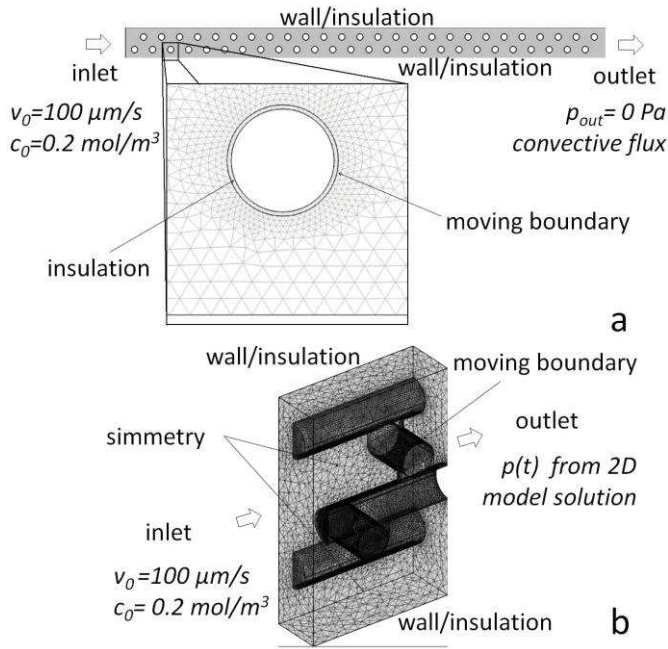 wall/insulation
wall/insulation
inlet
outlet
v₀=100 µm/s
c₀=0.2 mol/m³
p_out= 0 Pa
convective flux
moving boundary
insulation
a
wall/insulation
moving boundary
outlet
simmetry
p(t) from 2D
model solution
inlet
v₀=100 µm/s
c₀= 0.2 mol/m³
wall/insulation
b